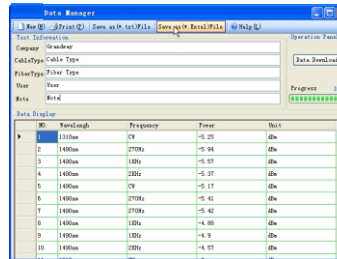 Data Manager
New(N) Print(P) Save as(*.txt)File Save as(*.Excel)File Help(L)
Test Information
Operation Panel
Company Grandway
CableType Cable Type
Data Download
FiberType Fiber Type
User User
Progress
Note Note
Data Display
NO. Wavelength Frequency Power Unit
1 1310nm CW -5.25 dBm
2 1490nm 270Hz -5.94 dBm
3 1490nm 1KHz -5.57 dBm
4 1490nm 2KHz -5.37 dBm
5 1490nm CW -5.17 dBm
6 1490nm 270Hz -5.41 dBm
7 1490nm 270Hz -5.42 dBm
8 1490nm 1KHz -4.88 dBm
9 1490nm 1KHz -4.9 dBm
10 1490nm 2KHz -4.57 dBm